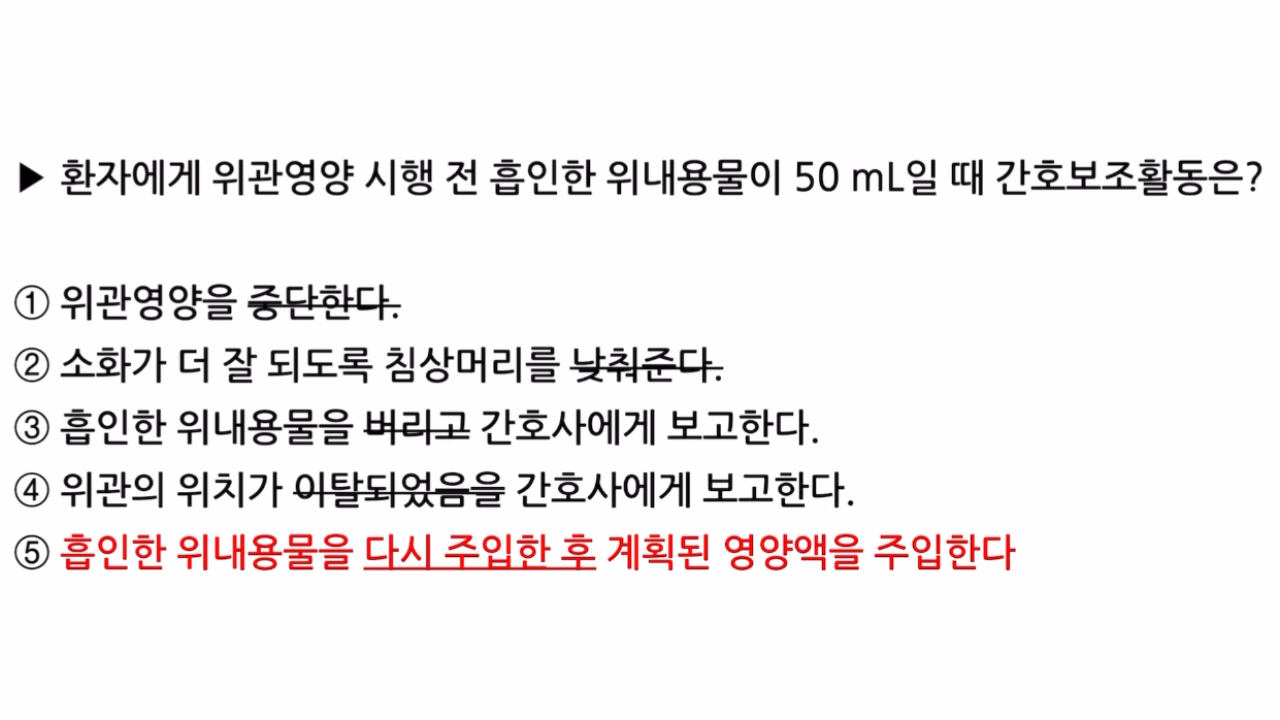 ▶ 환자에게 위관영양 시행 전 흡인한 위내용물이 50 mL일 때 간호보조활동은?
① 위관영양을 중단한다.
② 소화가 더 잘 되도록 침상머리를 낮춰준다.
③ 흡인한 위내용물을 버리고 간호사에게 보고한다.
④ 위관의 위치가 이탈되었음을 간호사에게 보고한다.
⑤ 흡인한 위내용물을 다시 주입한 후 계획된 영양액을 주입한다